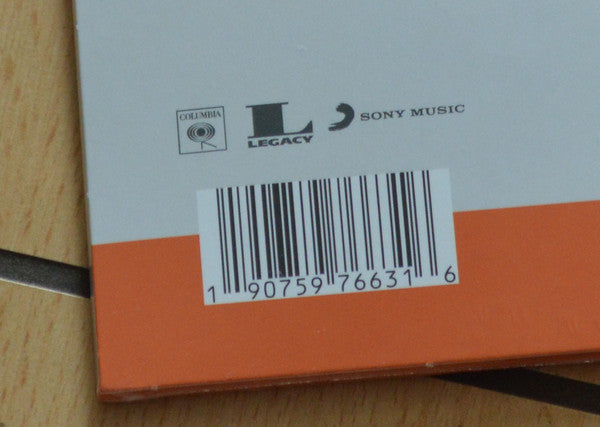 COLUMBIA
L
LEGACY
SONY MUSIC
1 90759 76631 6